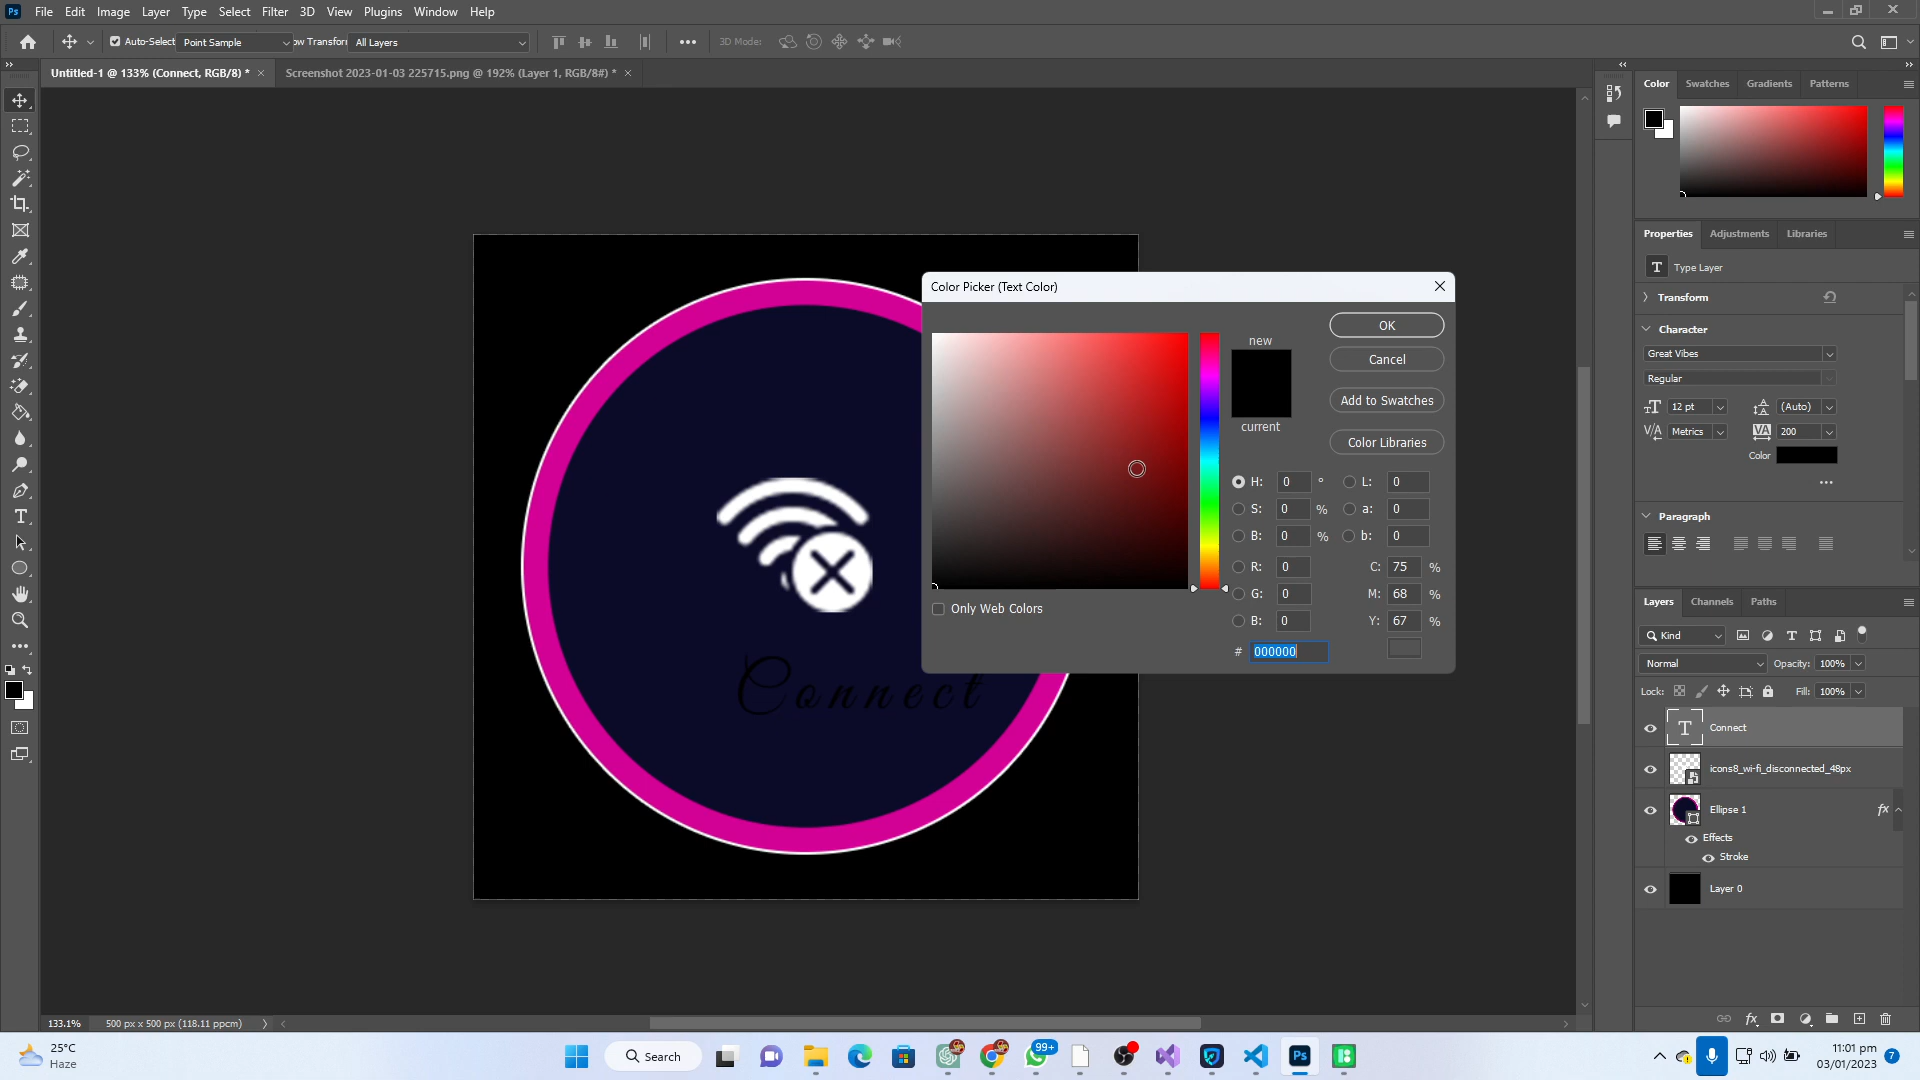 Ps File Edit Image Layer Type Select Filter 3D View Plugins Window Help
Auto-Select Point Sample ow Transform All Layers 3D Mode:
Untitled-1 @ 133% (Connect, RGB/8) * × Screenshot 2023-01-03 225715.png @ 192% (Layer 1, RGB/8#) * ×
Color Swatches Gradients Patterns
Properties Adjustments Libraries
T Type Layer
Transform
Character
Great Vibes
Regular
12 pt (Auto)
Metrics 200
Color
Paragraph
Color Picker (Text Color)
new
current
OK
Cancel
Add to Swatches
Color Libraries
H: 0 ° L: 0
S: 0 % a: 0
B: 0 % b: 0
R: 0 C: 75 %
G: 0 M: 68 %
B: 0 Y: 67 %
# 000000
Only Web Colors
Connect
Layers Channels Paths
Kind
Normal Opacity: 100%
Lock: Fill: 100%
T Connect
icons8_wi-fi_disconnected_48px
Ellipse 1 fx
Effects
Stroke
Layer 0
133.1% 500 px x 500 px (118.11 ppcm)
25°C
Haze
Search
99+
Ps
11:01 pm
03/01/2023
7